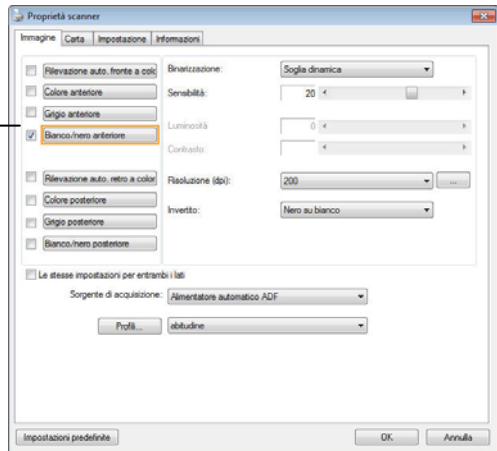 Proprietà scanner
Immagine Carta Impostazione Informazioni
Rilevazione auto. fronte a colo Binarizzazione: Soglia dinamica
Colore anteriore Sensibilità: 20
Grigio anteriore
Luminosità 0
Bianco/nero anteriore
Contrasto:
Rilevazione auto. retro a color Risoluzione (dpi): 200 ...
Colore posteriore
Invertito: Nero su bianco
Grigio posteriore
Bianco/nero posteriore
Le stesse impostazioni per entrambi i lati
Sorgente di acquisizione: Alimentatore automatico ADF
Profili... abitudine
Impostazioni predefinite OK Annulla